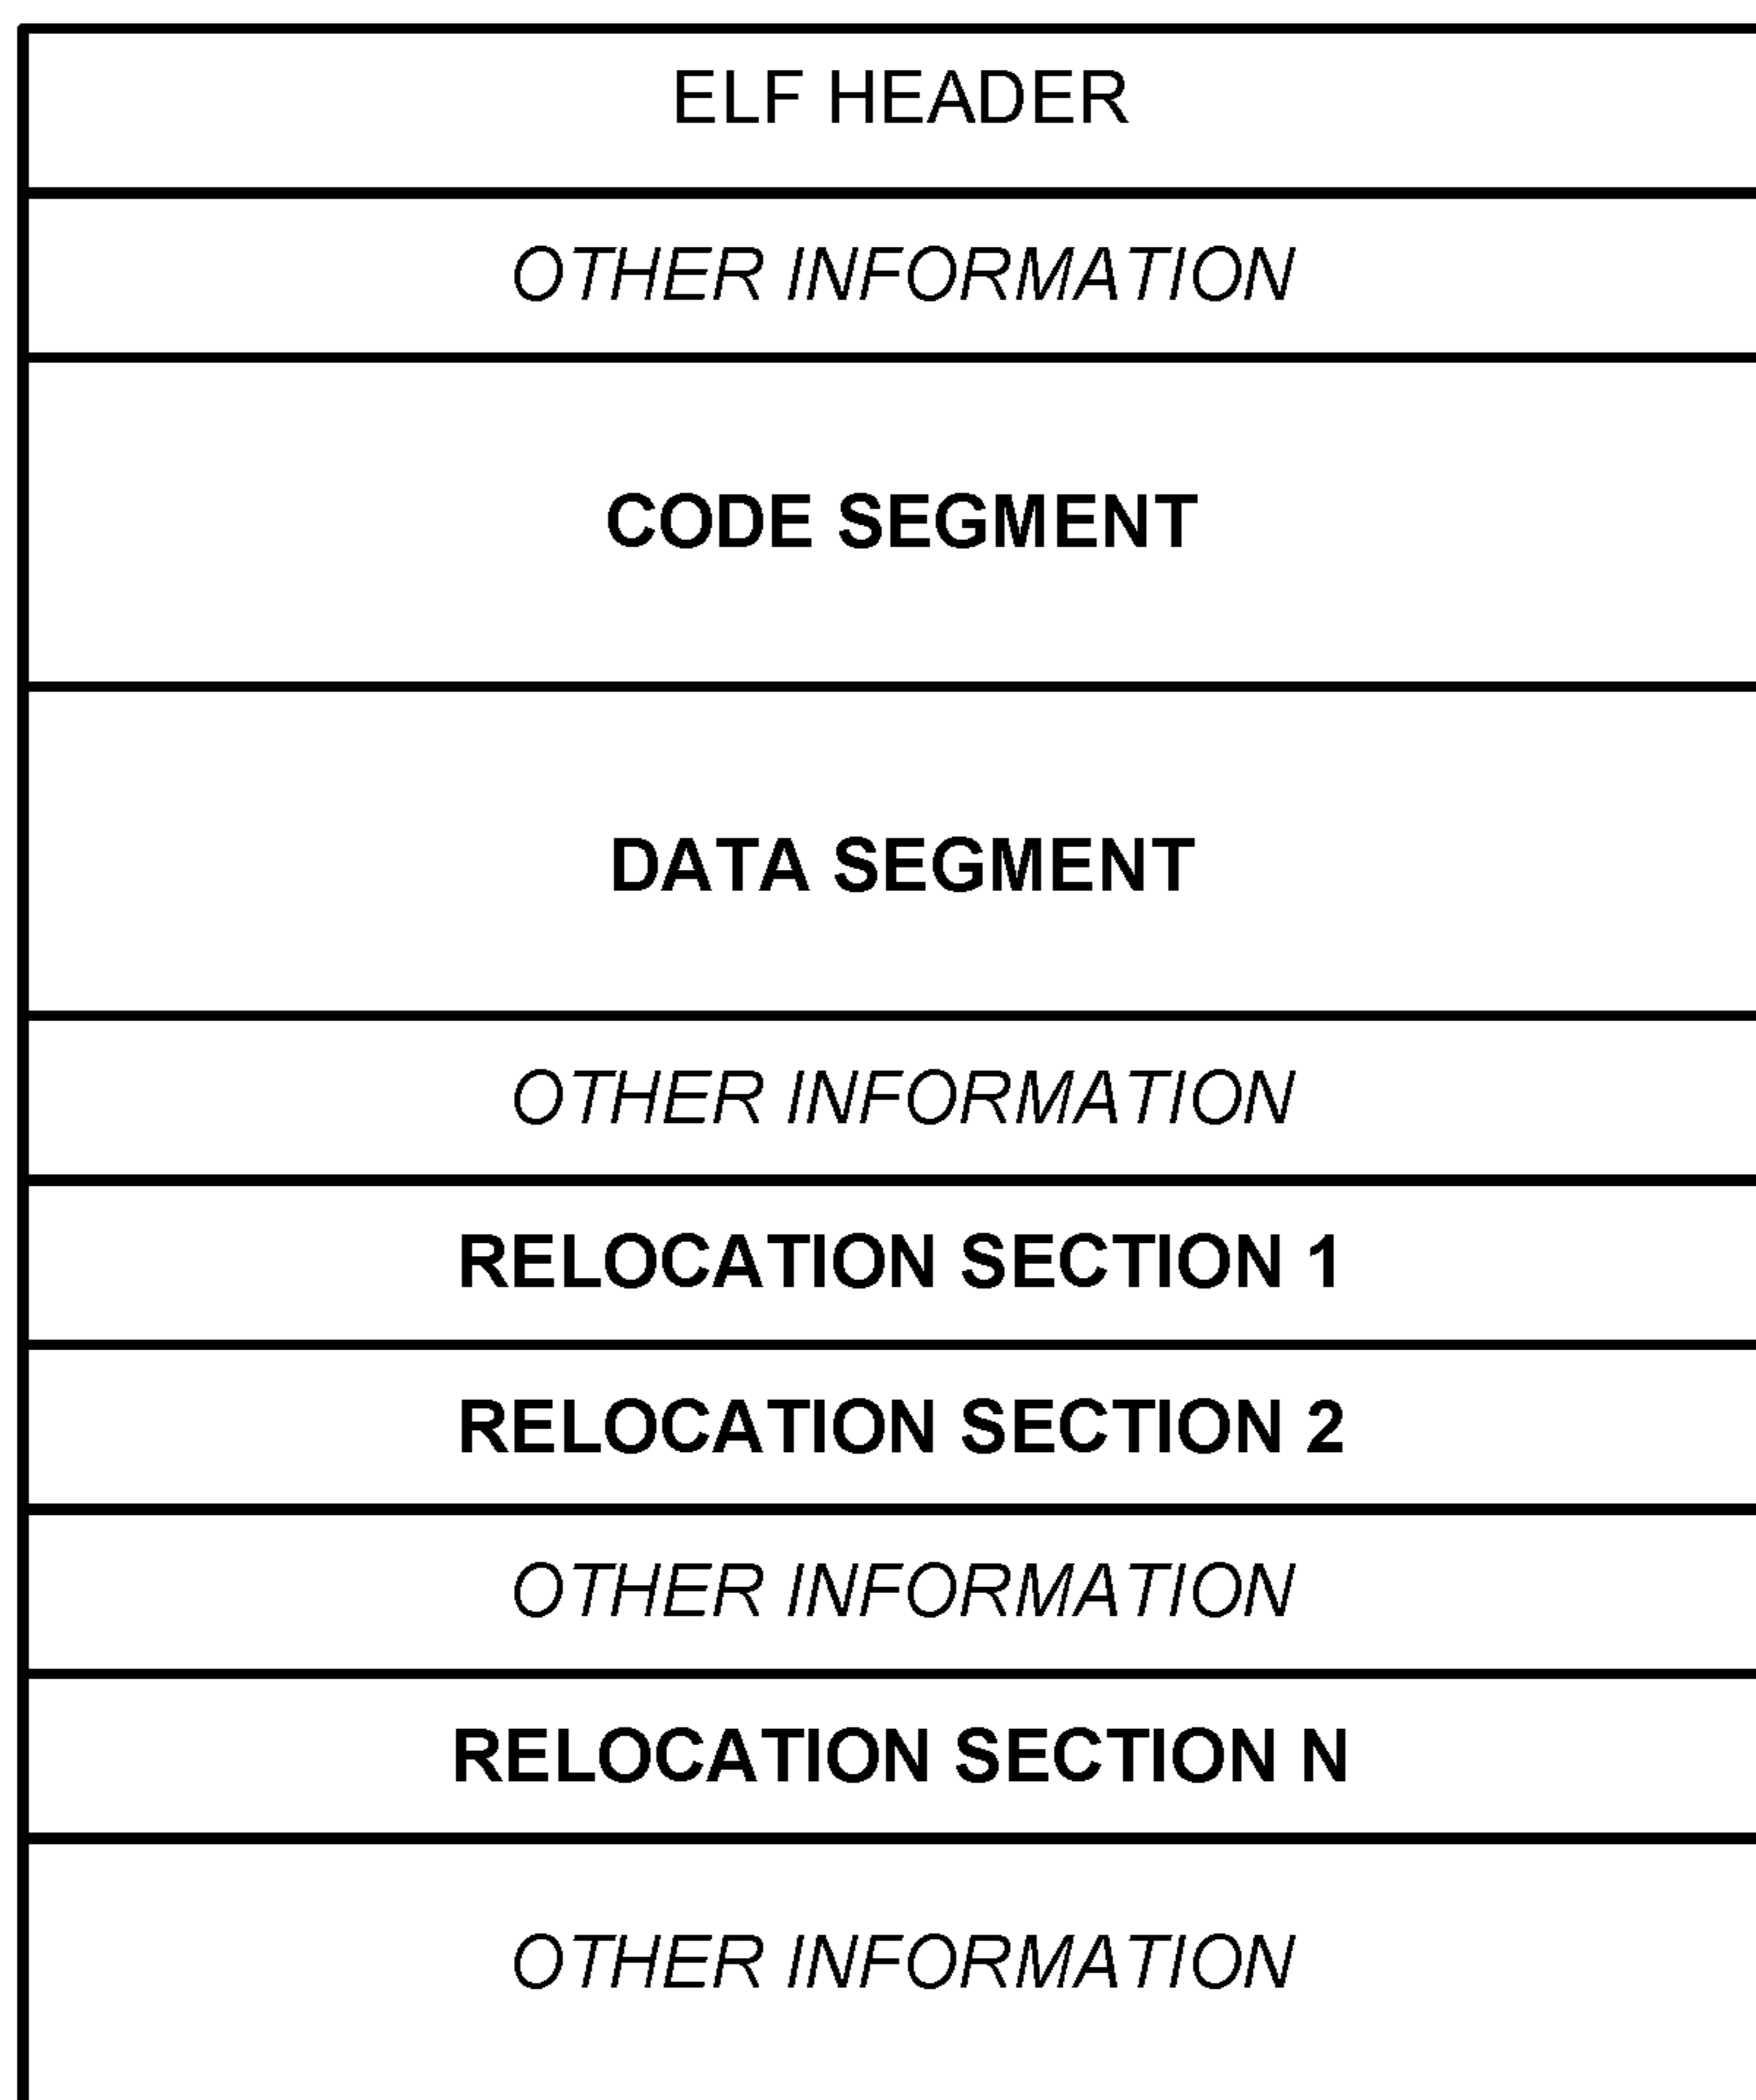 ELF HEADER
OTHER INFORMATION
CODE SEGMENT
DATA SEGMENT
OTHER INFORMATION
RELOCATION SECTION 1
RELOCATION SECTION 2
OTHER INFORMATION
RELOCATION SECTION N
OTHER INFORMATION